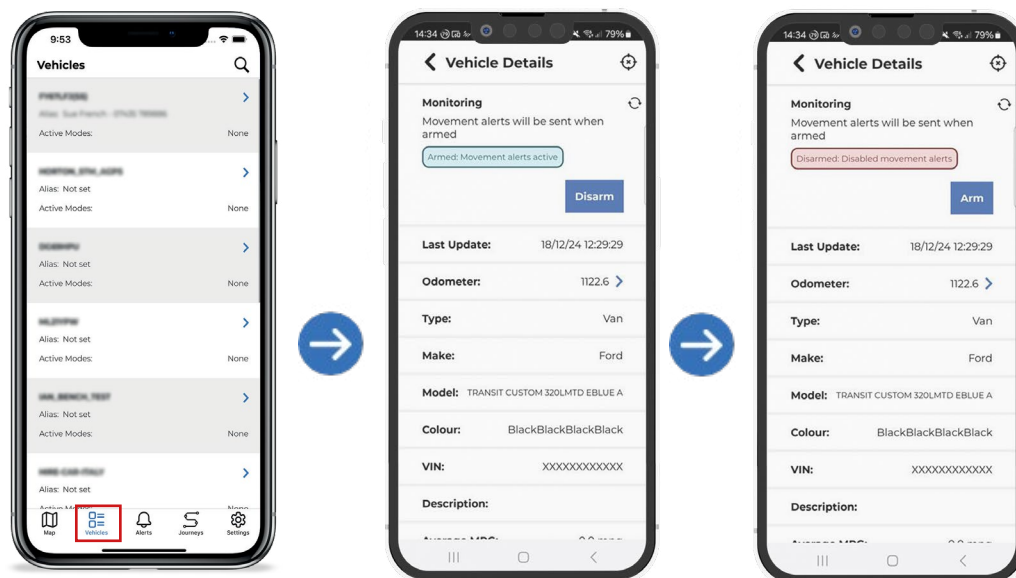 9:53
Vehicles
Active Modes: None
Alias: Not set
Active Modes: None
Alias: Not set
Active Modes: None
Alias: Not set
Active Modes: None
Alias: Not set
Active Modes: None
Alias: Not set
Map Vehicles Alerts Journeys Settings
14:34 79%
Vehicle Details
Monitoring
Movement alerts will be sent when
armed
Armed: Movement alerts active
Disarm
Last Update: 18/12/24 12:29:29
Odometer: 1122.6
Type: Van
Make: Ford
Model: TRANSIT CUSTOM 320LMTD EBLUE A
Colour: BlackBlackBlackBlack
VIN: XXXXXXXXXXXX
Description:
14:34 79%
Vehicle Details
Monitoring
Movement alerts will be sent when
armed
Disarmed: Disabled movement alerts
Arm
Last Update: 18/12/24 12:29:29
Odometer: 1122.6
Type: Van
Make: Ford
Model: TRANSIT CUSTOM 320LMTD EBLUE A
Colour: BlackBlackBlackBlack
VIN: XXXXXXXXXXXX
Description: